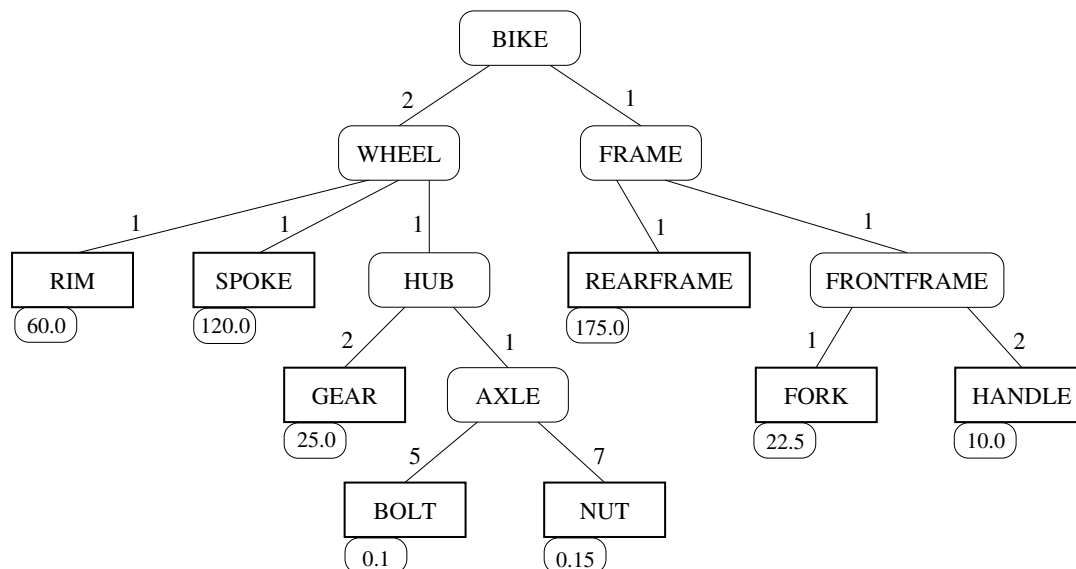 BIKE
2 1
WHEEL FRAME
1 1 1 1 1
RIM SPOKE HUB REARFRAME FRONTFRAME
60.0 120.0 175.0
2 1 1 2
GEAR AXLE FORK HANDLE
25.0 22.5 10.0
5 7
BOLT NUT
0.1 0.15